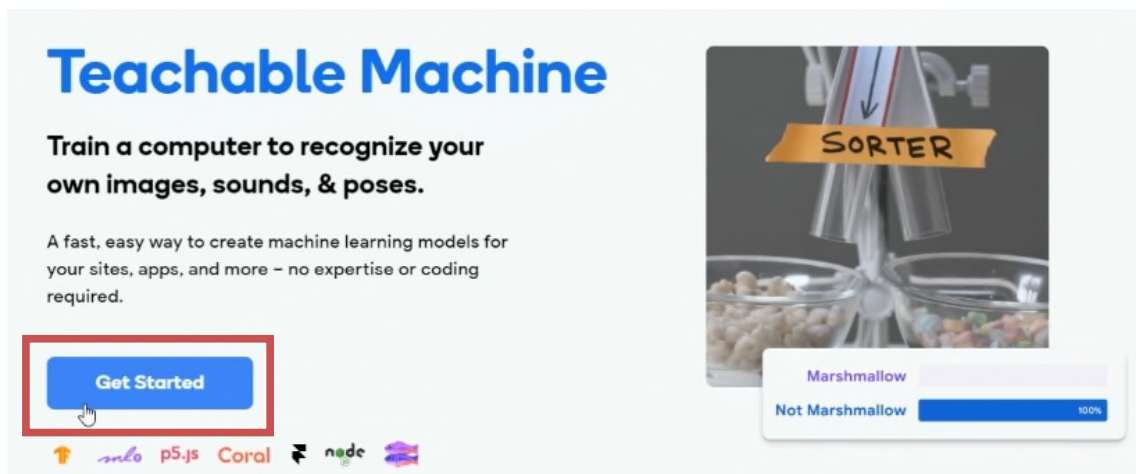 Teachable Machine
Train a computer to recognize your
own images, sounds, & poses.
A fast, easy way to create machine learning models for
your sites, apps, and more – no expertise or coding
required.
Get Started
p5.js Coral node
SORTER
Marshmallow
Not Marshmallow 100%